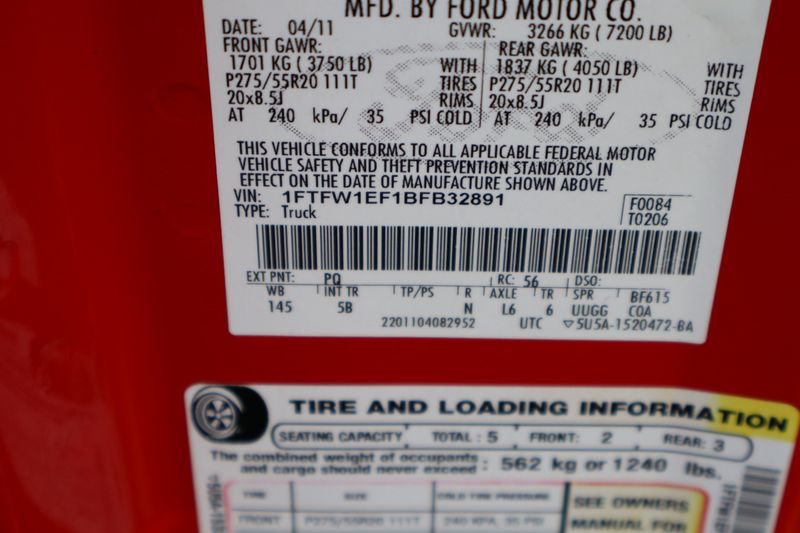 MFD. BY FORD MOTOR CO.
DATE: 04/11 GVWR: 3266 KG ( 7200 LB)
FRONT GAWR: REAR GAWR:
1701 KG ( 3750 LB) WITH 1837 KG ( 4050 LB) WITH
P275/55R20 111T TIRES P275/55R20 111T TIRES
20x8.5J RIMS 20x8.5J RIMS
AT 240 kPa/ 35 PSI COLD AT 240 kPa/ 35 PSI COLD
Ford
THIS VEHICLE CONFORMS TO ALL APPLICABLE FEDERAL MOTOR
VEHICLE SAFETY AND THEFT PREVENTION STANDARDS IN
EFFECT ON THE DATE OF MANUFACTURE SHOWN ABOVE.
VIN: 1FTFW1EF1BFB32891 F0084
TYPE: Truck T0206
EXT PNT: PQ RC: 56 DSO:
WB INT TR TP/PS R AXLE TR SPR BF615
145 5B N L6 6 UUGG COA
2201104082952 UTC ▽5U5A-1520472-BA
TIRE AND LOADING INFORMATION
SEATING CAPACITY TOTAL : 5 FRONT: 2 REAR: 3
The combined weight of occupants
and cargo should never exceed : 562 kg or 1240 lbs.
TIRE SIZE COLD TIRE PRESSURE SEE OWNERS
FRONT P275/55R20 111T 240 KPA, 35 PSI MANUAL FOR